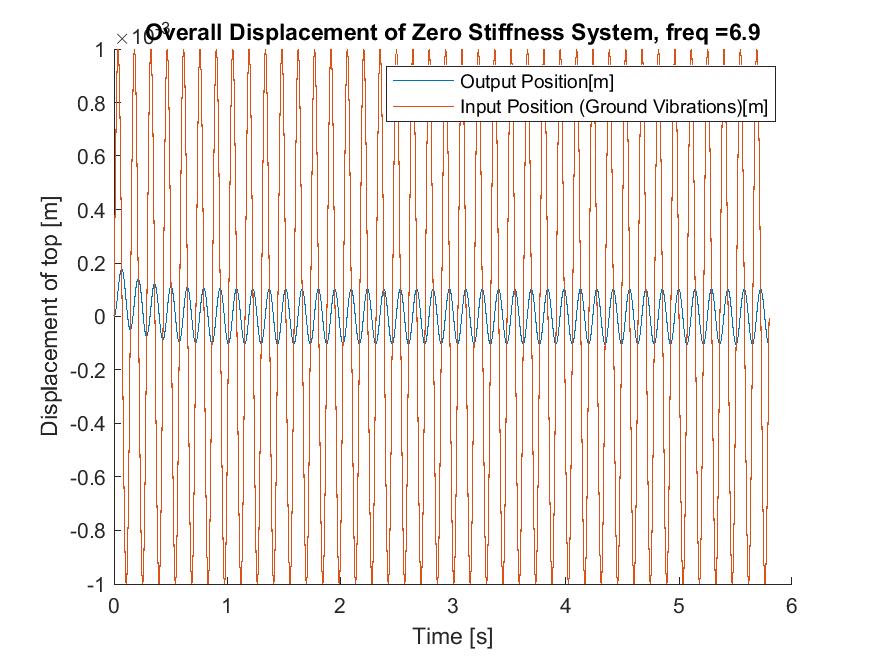 ×10-3
Overall Displacement of Zero Stiffness System, freq =6.9
Output Position[m]
Input Position (Ground Vibrations)[m]
Displacement of top [m]
1
0.8
0.6
0.4
0.2
0
-0.2
-0.4
-0.6
-0.8
-1
0 1 2 3 4 5 6
Time [s]